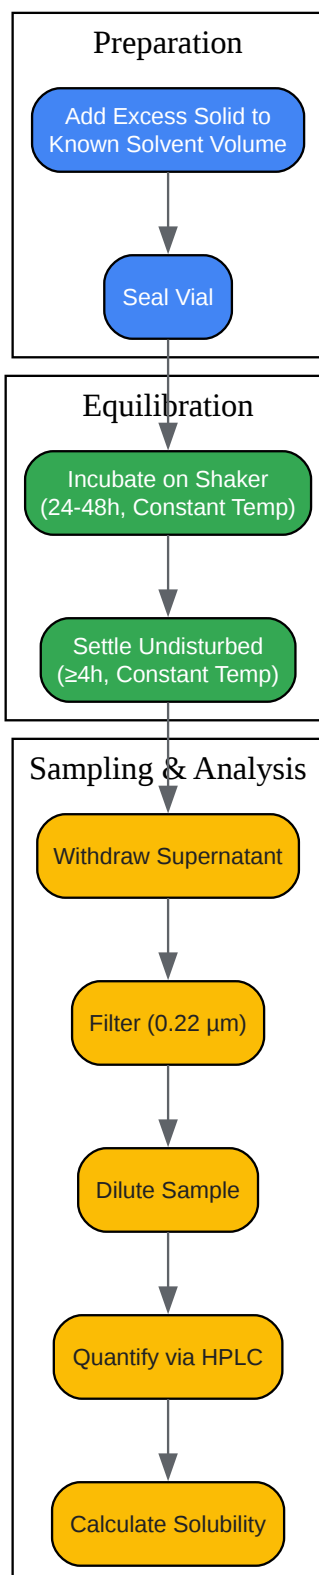 Preparation
Add Excess Solid to
Known Solvent Volume
Seal Vial
Equilibration
Incubate on Shaker
(24-48h, Constant Temp)
Settle Undisturbed
(≥4h, Constant Temp)
Sampling & Analysis
Withdraw Supernatant
Filter (0.22 µm)
Dilute Sample
Quantify via HPLC
Calculate Solubility